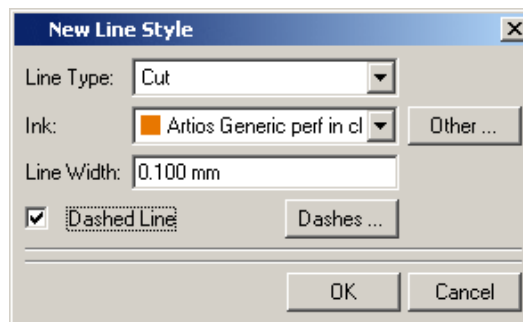 New Line Style
Line Type: Cut
Ink: Artios Generic perf in cl Other ...
Line Width: 0.100 mm
Dashed Line Dashes ...
OK Cancel